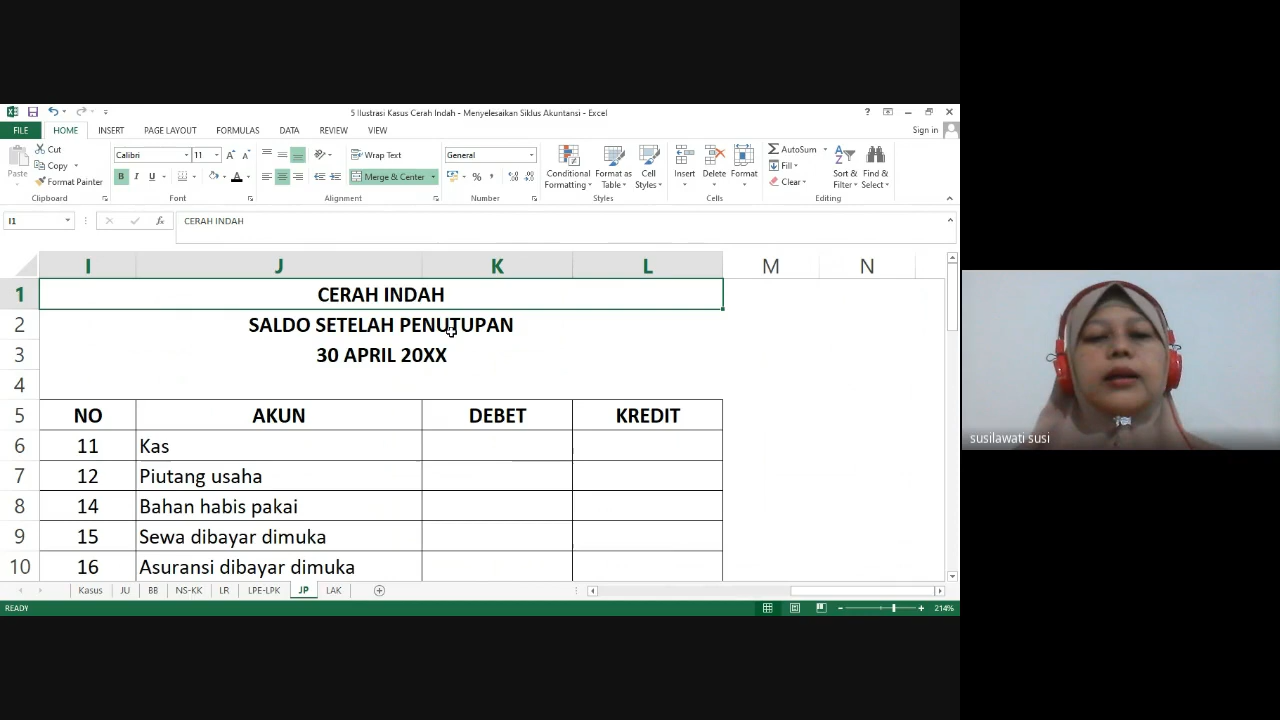 5 Ilustrasi Kasus Cerah Indah - Menyelesaikan Siklus Akuntansi - Excel
FILE HOME INSERT PAGE LAYOUT FORMULAS DATA REVIEW VIEW Sign in
Paste Cut Copy Format Painter Clipboard
Calibri 11 B I U A Font
Wrap Text Merge & Center Alignment
General % Number
Conditional Formatting Format as Table Cell Styles Styles
Insert Delete Format Cells
AutoSum Fill Clear Sort & Filter Find & Select Editing
I1 fx CERAH INDAH
I J K L M N
1 CERAH INDAH
2 SALDO SETELAH PENUTUPAN
3 30 APRIL 20XX
4
5 NO AKUN DEBET KREDIT
6 11 Kas
7 12 Piutang usaha
8 14 Bahan habis pakai
9 15 Sewa dibayar dimuka
10 16 Asuransi dibayar dimuka
Kasus JU BB NS-KK LR LPE-LPK JP LAK
READY 214%
susilawati susi